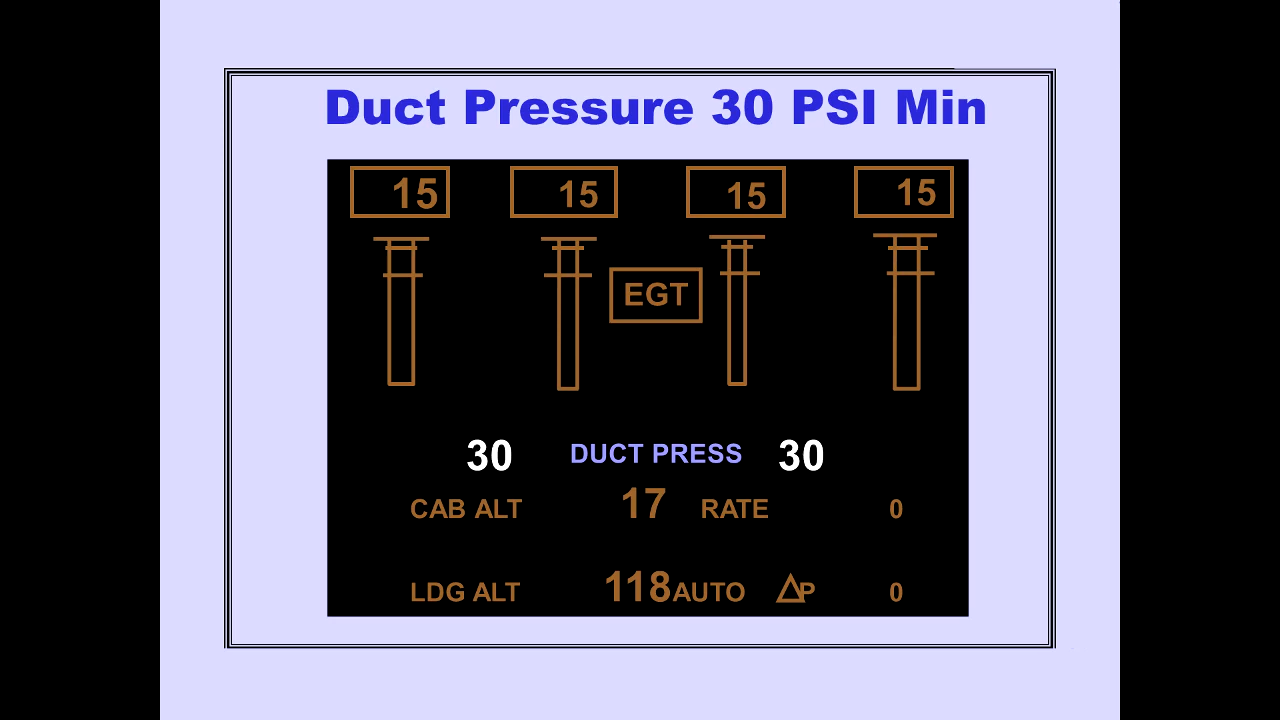 Duct Pressure 30 PSI Min
15 15 15 15
EGT
30 DUCT PRESS 30
CAB ALT 17 RATE 0
LDG ALT 118 AUTO ΔP 0